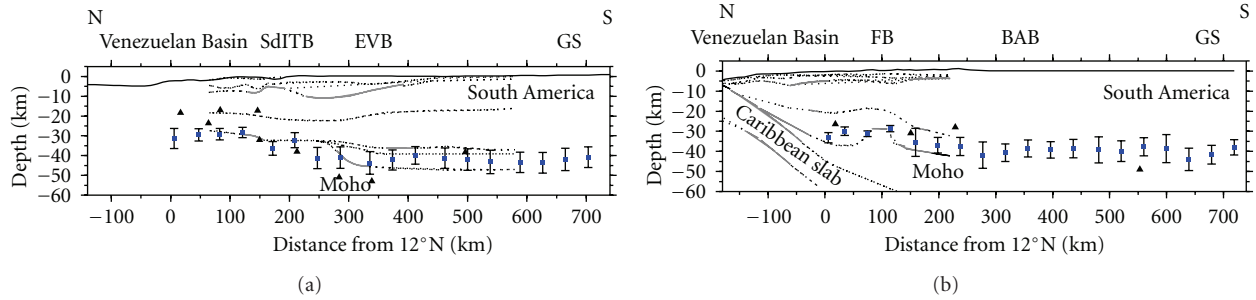 N S
Venezuelan Basin SdITB EVB GS
0
−10
−20
−30
−40
−50
−60
Depth (km)
South America
Moho
−100 0 100 200 300 400 500 600 700
Distance from 12°N (km)
(a)
N S
Venezuelan Basin FB BAB GS
0
−10
−20
−30
−40
−50
−60
Depth (km)
South America
Caribbean slab
Moho
−100 0 100 200 300 400 500 600 700
Distance from 12°N (km)
(b)